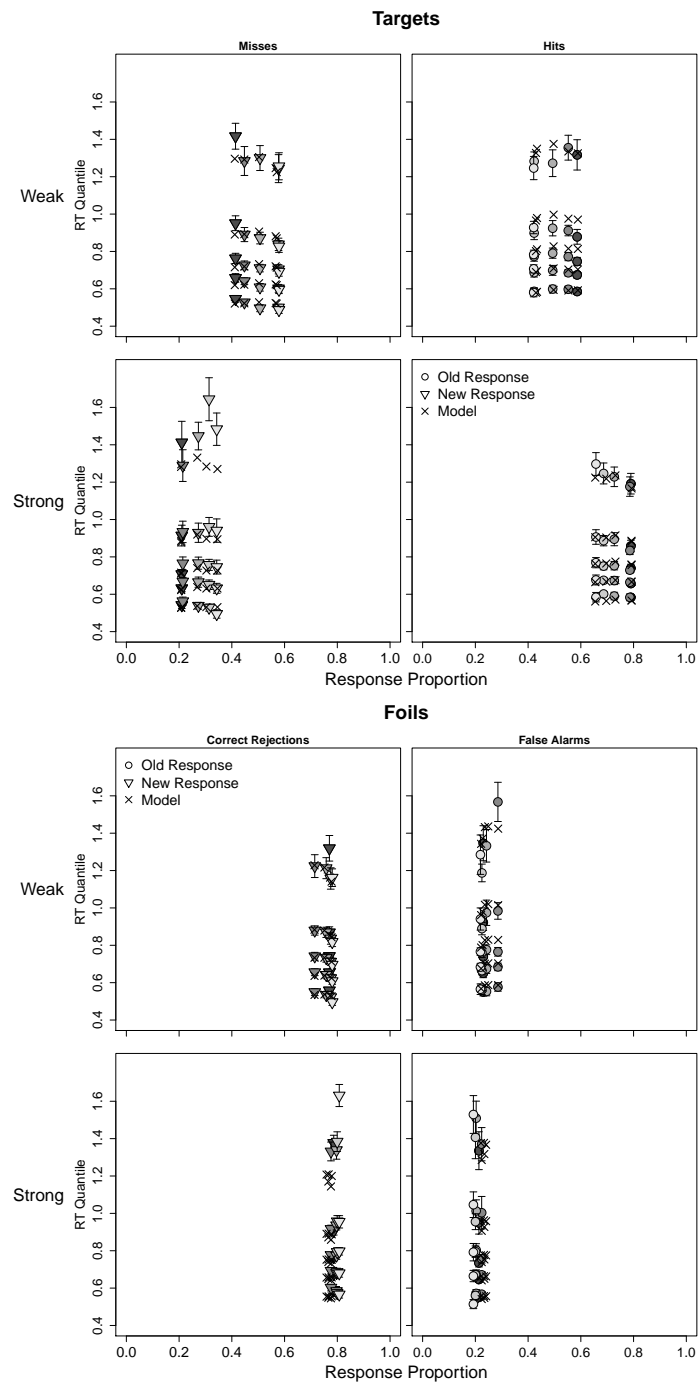 Targets
Misses
Hits
Weak
RT Quantile
0.4 0.6 0.8 1.0 1.2 1.4 1.6
Strong
RT Quantile
0.4 0.6 0.8 1.0 1.2 1.4 1.6
Old Response
New Response
Model
0.0 0.2 0.4 0.6 0.8 1.0
0.0 0.2 0.4 0.6 0.8 1.0
Response Proportion
Foils
Correct Rejections
False Alarms
Old Response
New Response
Model
Weak
RT Quantile
0.4 0.6 0.8 1.0 1.2 1.4 1.6
Strong
RT Quantile
0.4 0.6 0.8 1.0 1.2 1.4 1.6
0.0 0.2 0.4 0.6 0.8 1.0
0.0 0.2 0.4 0.6 0.8 1.0
Response Proportion